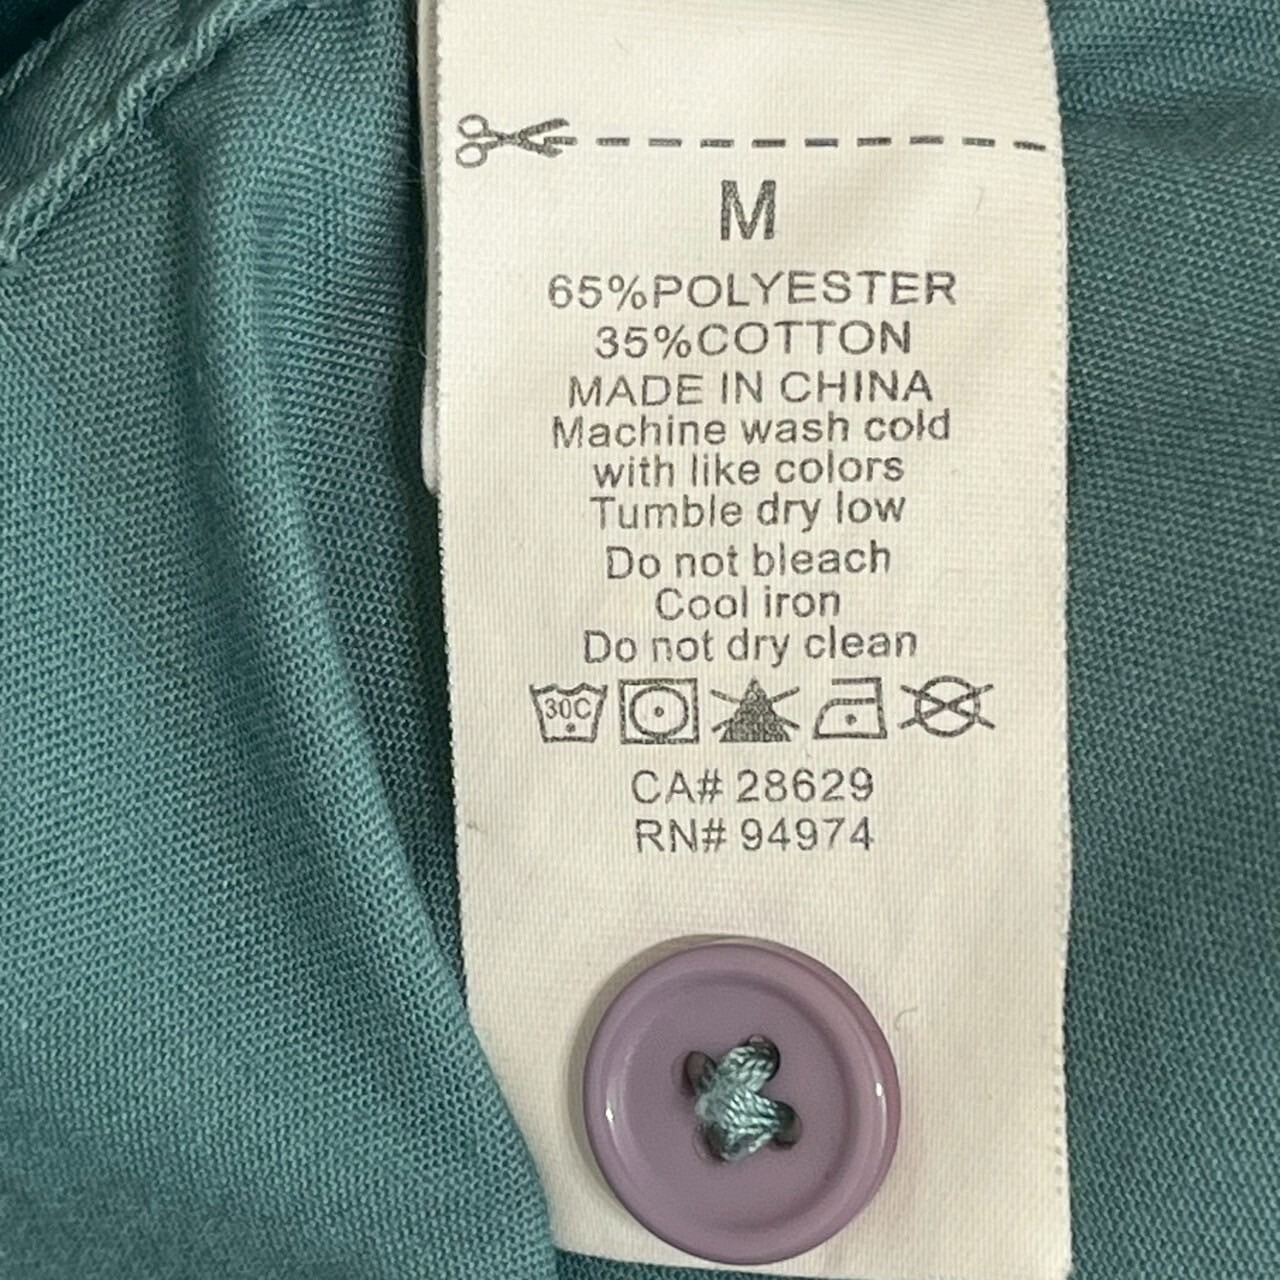 M
65%POLYESTER
35%COTTON
MADE IN CHINA
Machine wash cold
with like colors
Tumble dry low
Do not bleach
Cool iron
Do not dry clean
30C
CA# 28629
RN# 94974